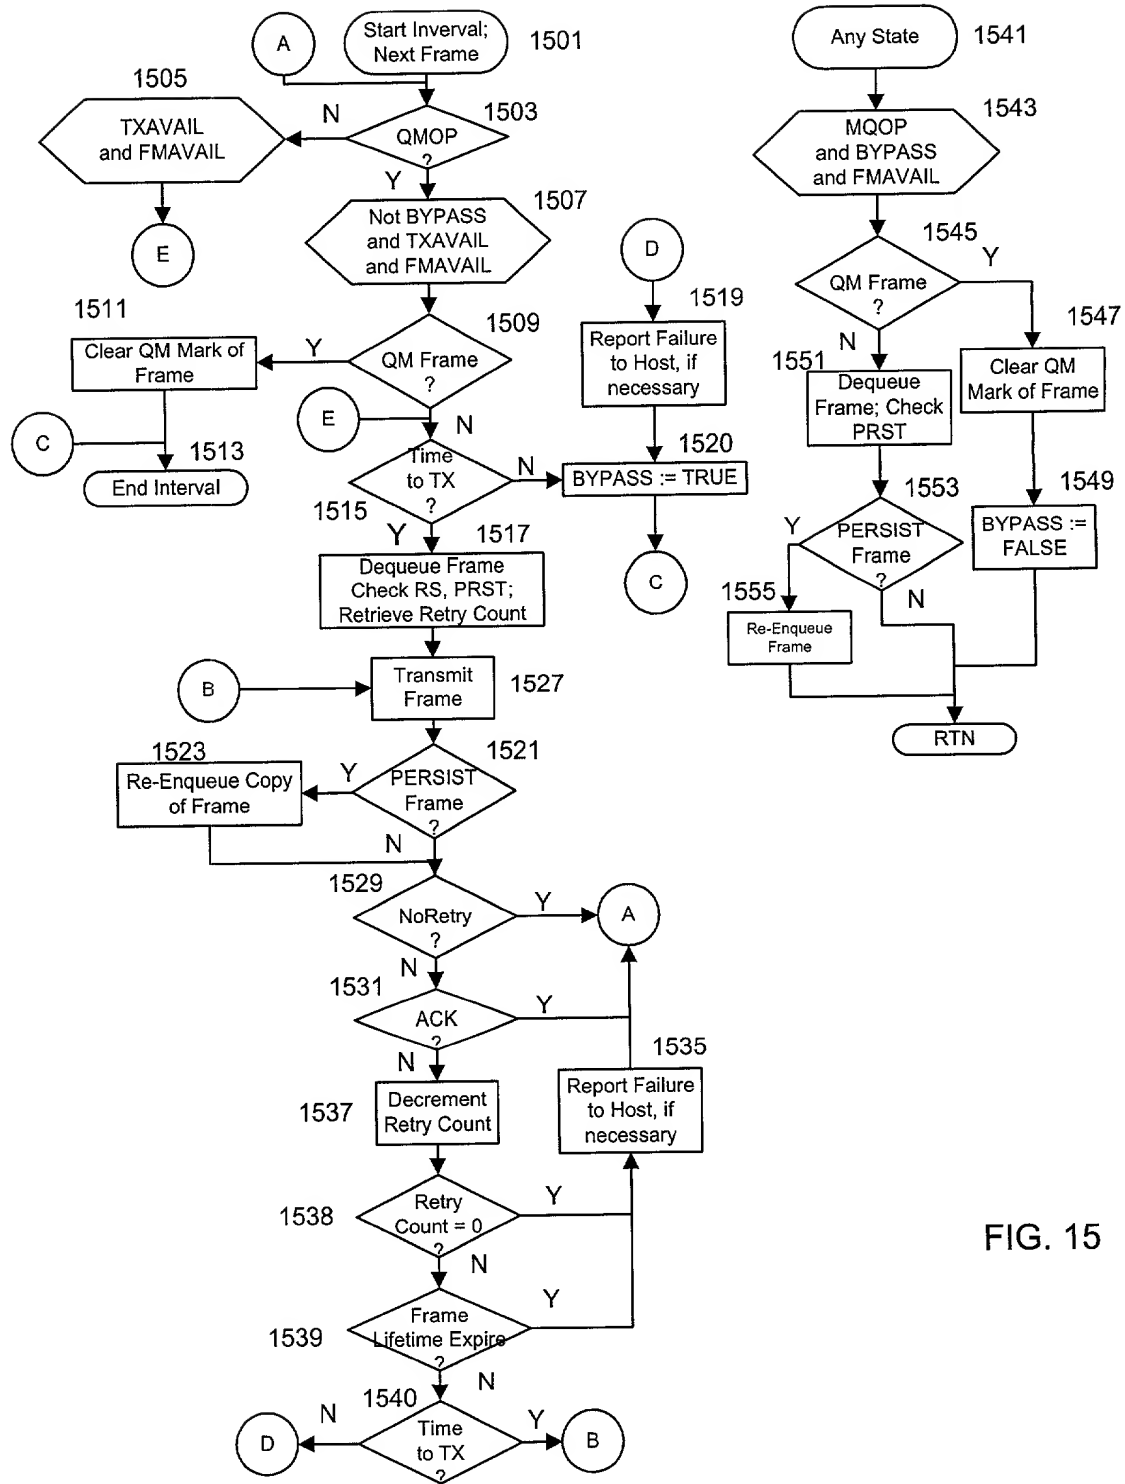 A
Start Inverval;
Next Frame
1501
1505
TXAVAIL
and FMAVAIL
N
QMOP
?
1503
E
Y
Not BYPASS
and TXAVAIL
and FMAVAIL
1507
1511
Clear QM Mark of
Frame
Y
QM Frame
?
1509
C
1513
End Interval
E
N
Time
to TX
?
1515
N
Y
D
1519
Report Failure
to Host, if
necessary
1520
BYPASS := TRUE
C
1517
Dequeue Frame
Check RS, PRST;
Retrieve Retry Count
B
Transmit
Frame
1527
1523
Re-Enqueue Copy
of Frame
Y
PERSIST
Frame
?
1521
N
1529
NoRetry
?
Y
A
N
1531
ACK
?
Y
N
1537
Decrement
Retry Count
1535
Report Failure
to Host, if
necessary
1538
Retry
Count = 0
?
Y
N
1539
Frame
Lifetime Expire
?
Y
N
1540
D
N
Time
to TX
?
Y
B
Any State
1541
1543
MQOP
and BYPASS
and FMAVAIL
1545
QM Frame
?
Y
N
1547
Clear QM
Mark of Frame
1551
Dequeue
Frame; Check
PRST
1549
BYPASS :=
FALSE
1553
PERSIST
Frame
?
Y
N
1555
Re-Enqueue
Frame
RTN
FIG. 15